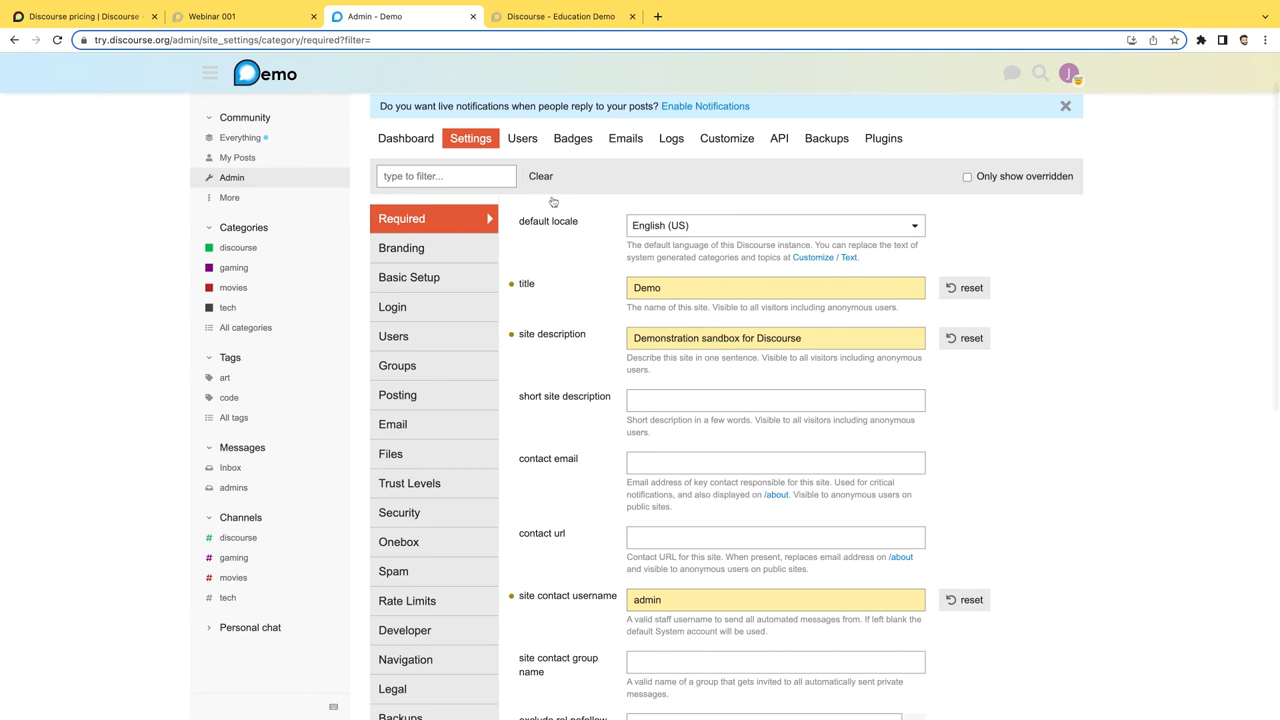 Discourse pricing | Discourse -
Webinar 001
Admin - Demo
Discourse - Education Demo
try.discourse.org/admin/site_settings/category/required?filter=
Demo
J
Community
Everything
My Posts
Admin
More
Categories
discourse
gaming
movies
tech
All categories
Tags
art
code
All tags
Messages
Inbox
admins
Channels
# discourse
# gaming
# movies
# tech
Personal chat
Do you want live notifications when people reply to your posts? Enable Notifications
Dashboard Settings Users Badges Emails Logs Customize API Backups Plugins
type to filter... Clear Only show overridden
Required
Branding
Basic Setup
Login
Users
Groups
Posting
Email
Files
Trust Levels
Security
Onebox
Spam
Rate Limits
Developer
Navigation
Legal
Backups
default locale
English (US)
The default language of this Discourse instance. You can replace the text of
system generated categories and topics at Customize / Text.
title
Demo
reset
The name of this site. Visible to all visitors including anonymous users.
site description
Demonstration sandbox for Discourse
reset
Describe this site in one sentence. Visible to all visitors including anonymous
users.
short site description
Short description in a few words. Visible to all visitors including anonymous
users.
contact email
Email address of key contact responsible for this site. Used for critical
notifications, and also displayed on /about. Visible to anonymous users on
public sites.
contact url
Contact URL for this site. When present, replaces email address on /about
and visible to anonymous users on public sites.
site contact username
admin
reset
A valid staff username to send all automated messages from. If left blank the
default System account will be used.
site contact group
name
A valid name of a group that gets invited to all automatically sent private
messages.
exclude rel nofollow